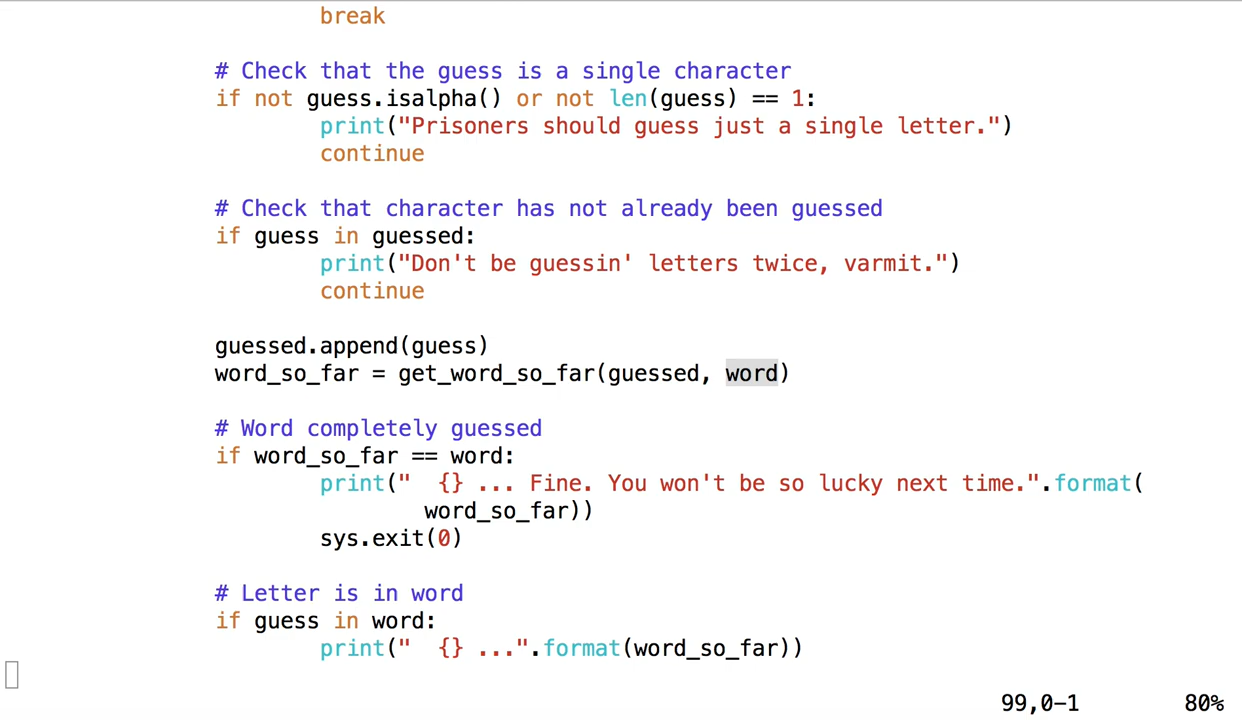 break
# Check that the guess is a single character
if not guess.isalpha() or not len(guess) == 1:
print("Prisoners should guess just a single letter.")
continue
# Check that character has not already been guessed
if guess in guessed:
print("Don't be guessin' letters twice, varmit.")
continue
guessed.append(guess)
word_so_far = get_word_so_far(guessed, word)
# Word completely guessed
if word_so_far == word:
print("  {} ... Fine. You won't be so lucky next time.".format(
word_so_far))
sys.exit(0)
# Letter is in word
if guess in word:
print("  {} ...".format(word_so_far))
99,0-1 80%